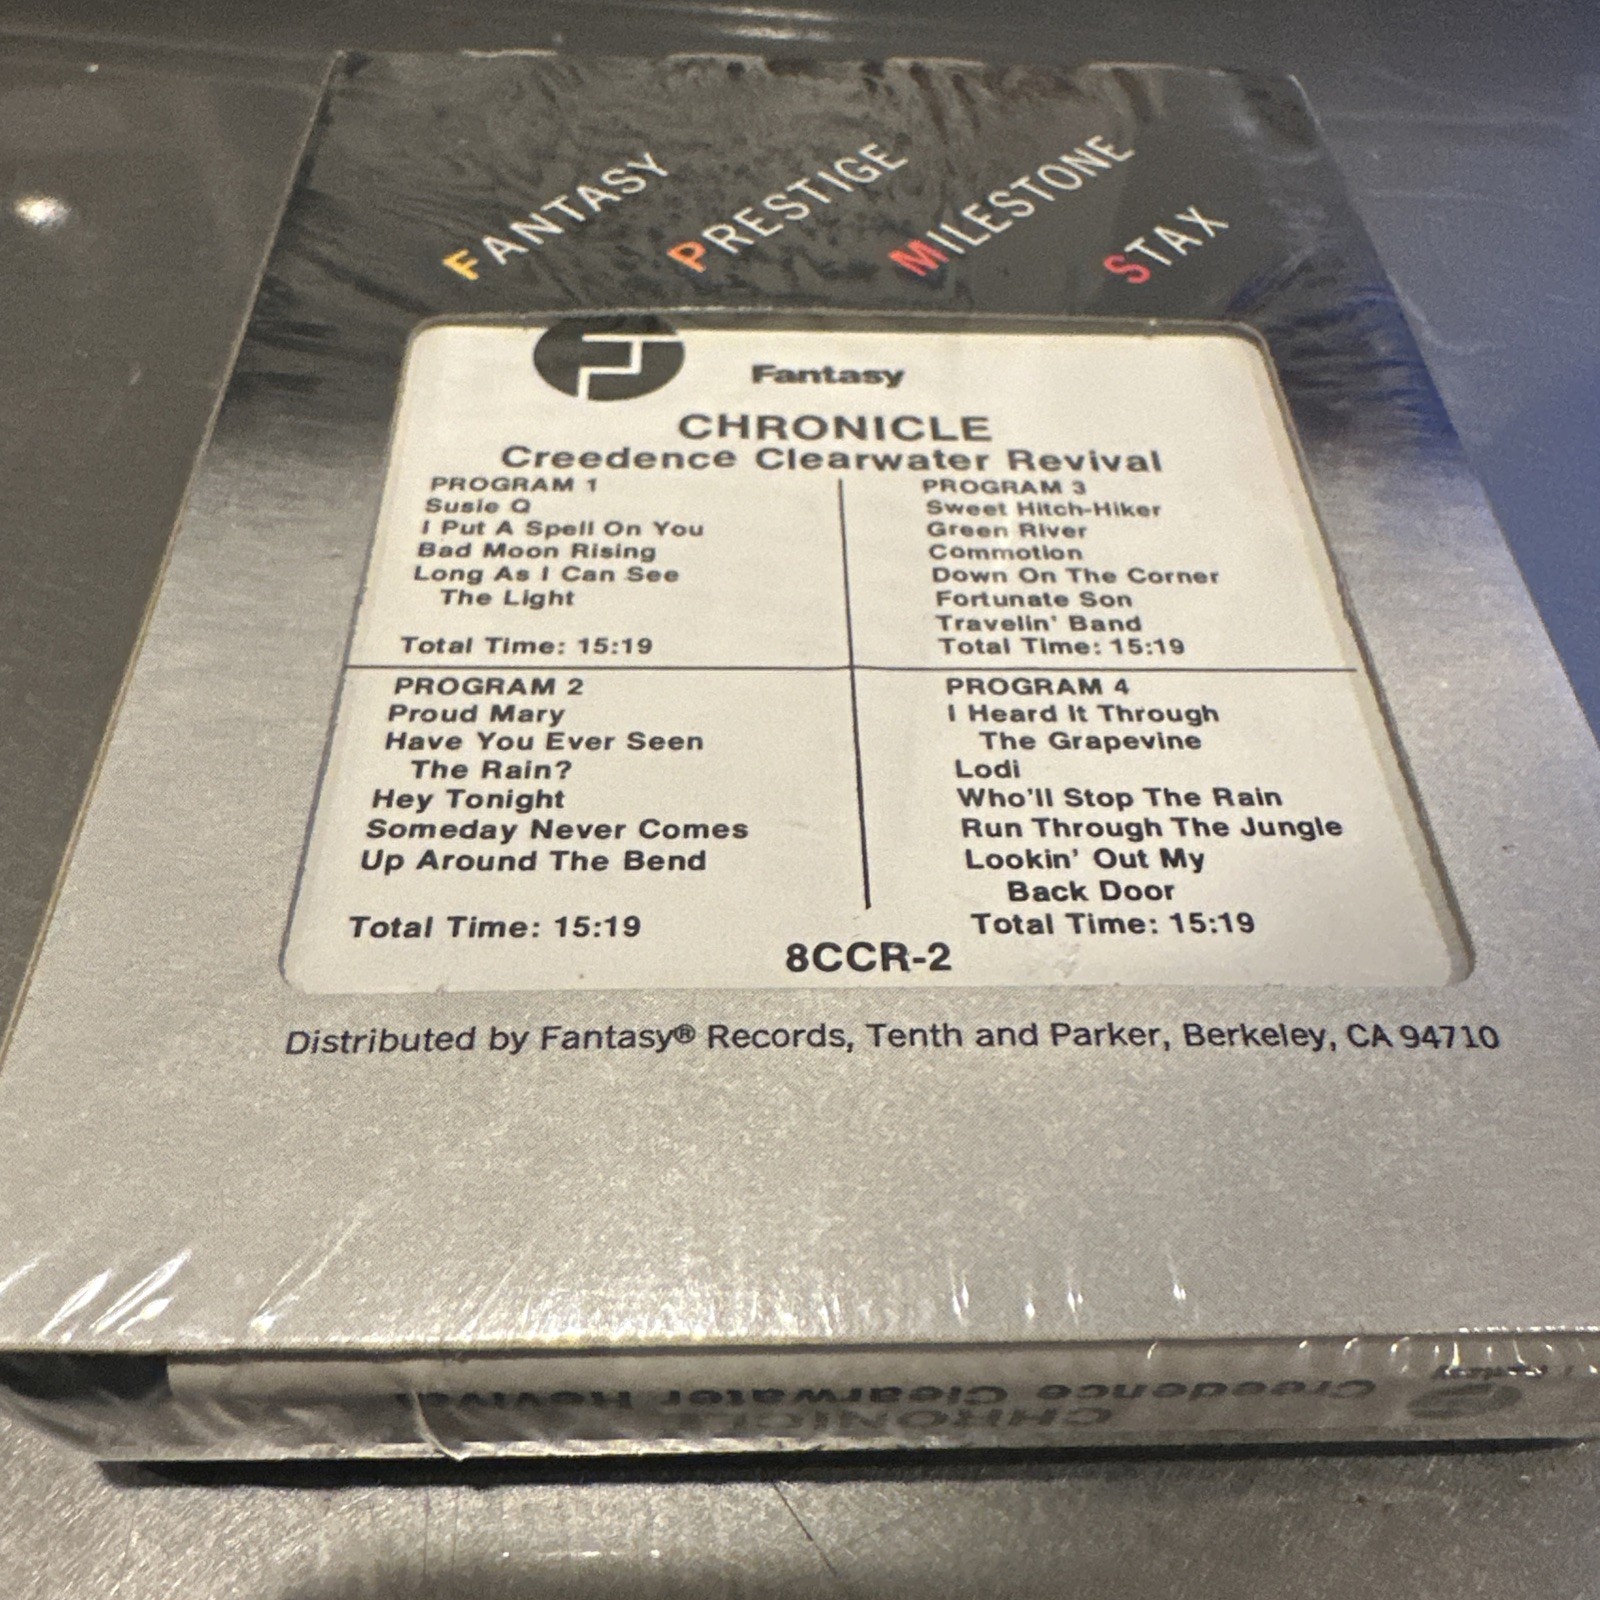 FANTASY
PRESTIGE
MILESTONE
STAX
Fantasy
CHRONICLE
Creedence Clearwater Revival
PROGRAM 1
Susie Q
I Put A Spell On You
Bad Moon Rising
Long As I Can See
The Light
Total Time: 15:19
PROGRAM 3
Sweet Hitch-Hiker
Green River
Commotion
Down On The Corner
Fortunate Son
Travelin' Band
Total Time: 15:19
PROGRAM 2
Proud Mary
Have You Ever Seen
The Rain?
Hey Tonight
Someday Never Comes
Up Around The Bend
Total Time: 15:19
PROGRAM 4
I Heard It Through
The Grapevine
Lodi
Who'll Stop The Rain
Run Through The Jungle
Lookin' Out My
Back Door
Total Time: 15:19
8CCR-2
Distributed by Fantasy® Records, Tenth and Parker, Berkeley, CA 94710
CHRONICLE
Creedence Clearwater Revival